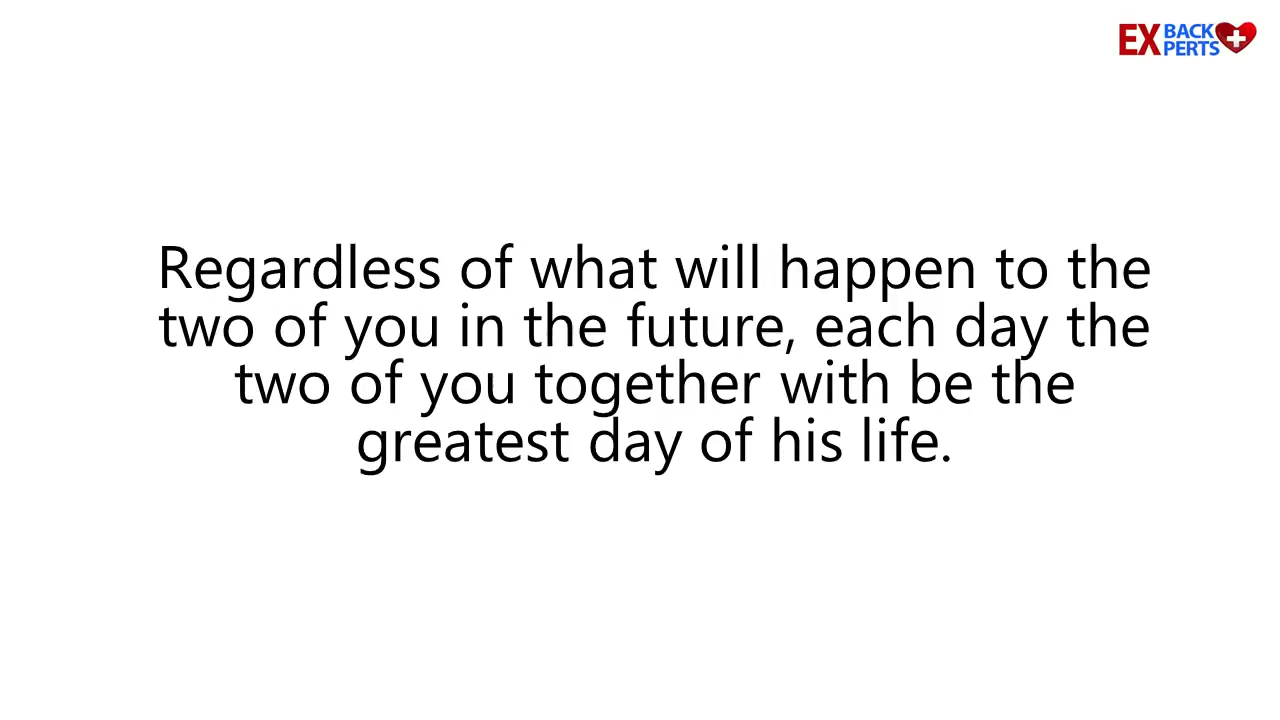 EX BACK
PERTS
Regardless of what will happen to the
two of you in the future, each day the
two of you together with be the
greatest day of his life.